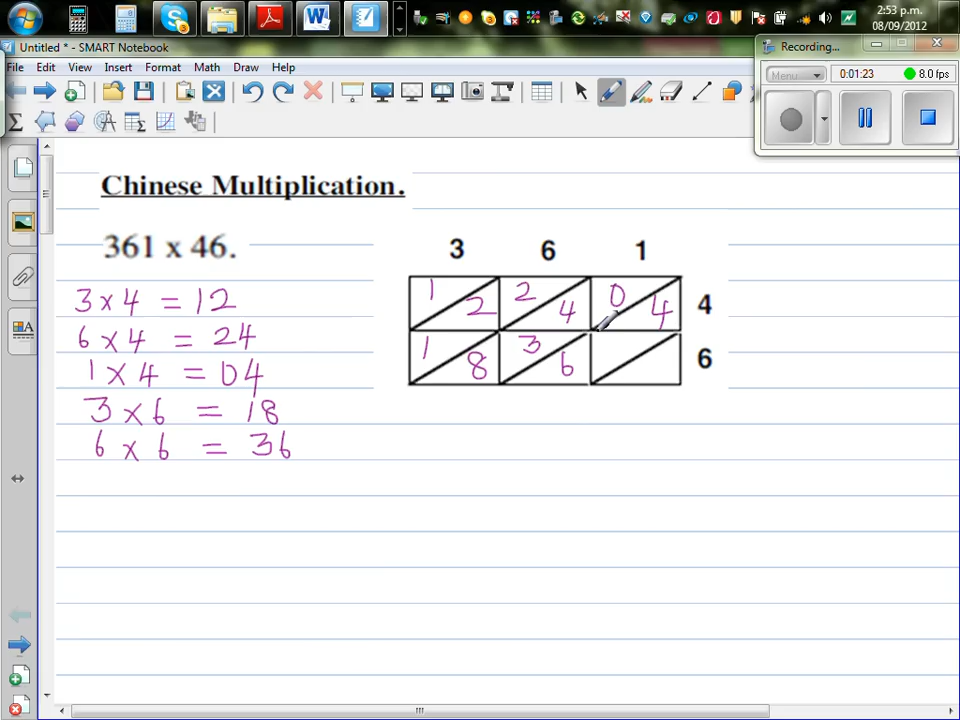 2:53 p.m.
08/09/2012
Untitled * - SMART Notebook
File Edit View Insert Format Math Draw Help
Recording...
Menu
0:01:23
8.0 fps
Chinese Multiplication.
361 x 46.
3 6 1
3 x 4 = 12
1 2 2 4 0 4 4
6 x 4 = 24
1 8 3 6 6
1 x 4 = 04
3 x 6 = 18
6 x 6 = 36